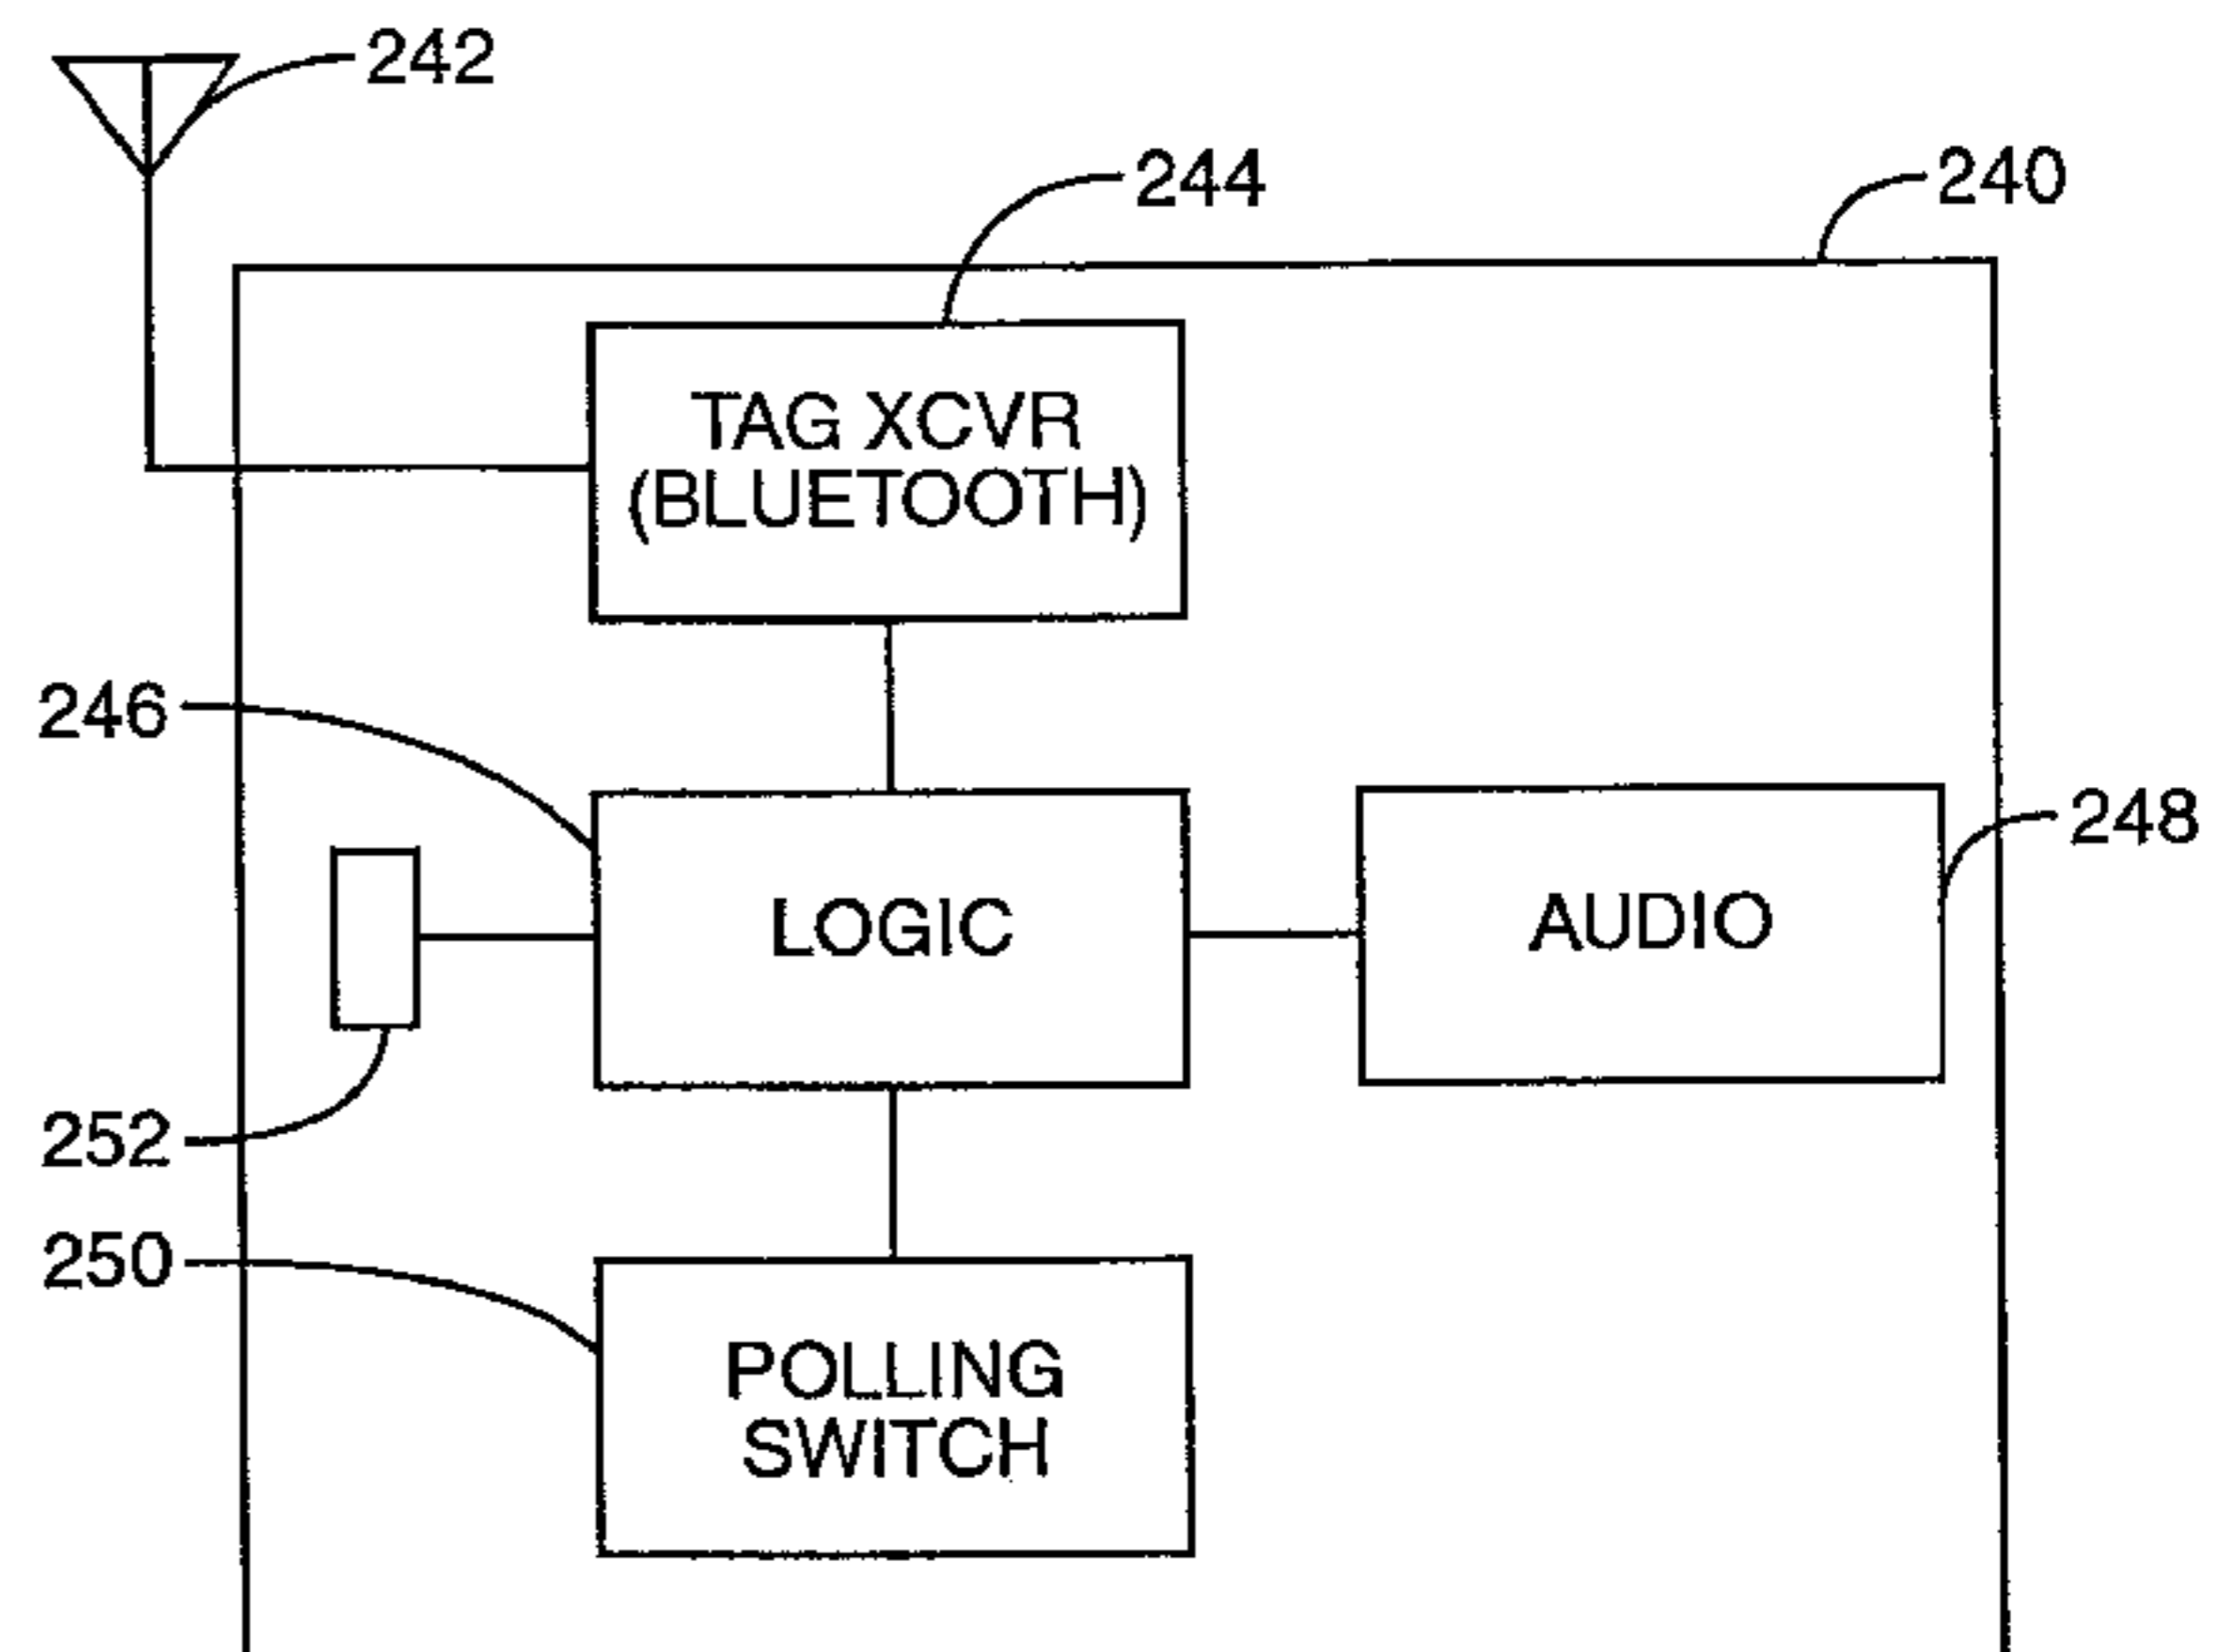 242
244
240
TAG XCVR
(BLUETOOTH)
246
248
LOGIC
AUDIO
252
250
POLLING
SWITCH